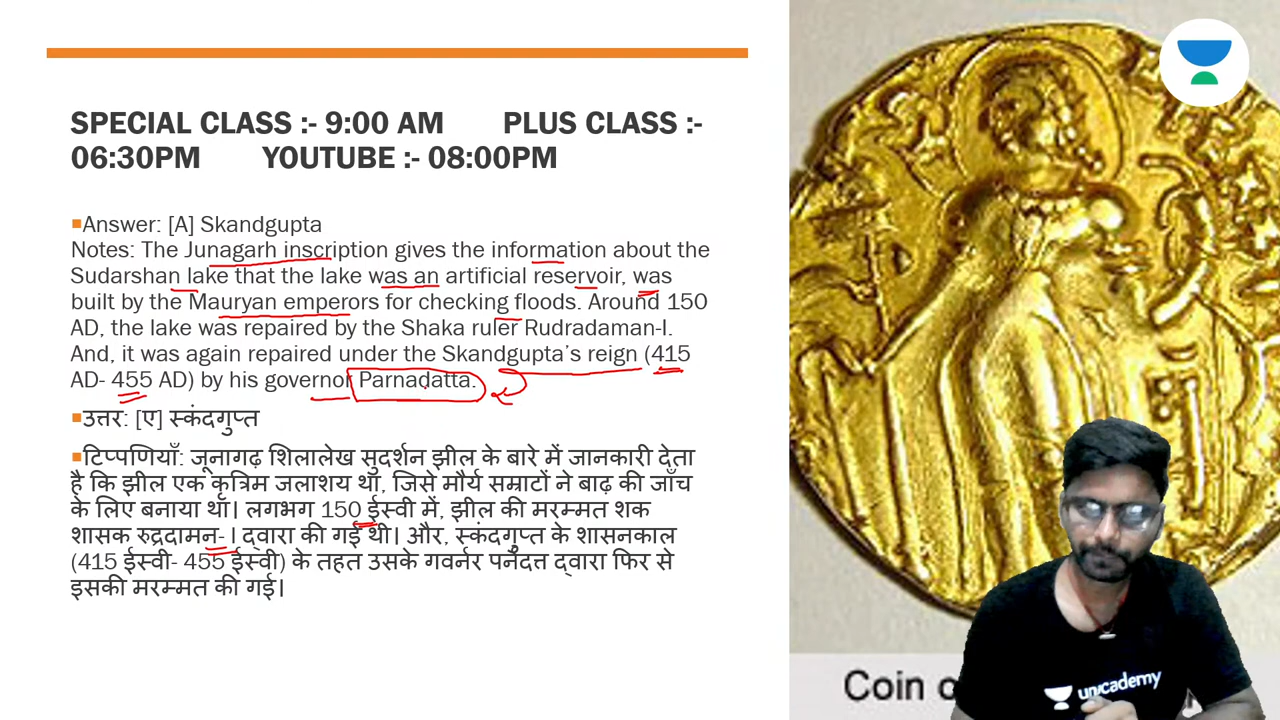 SPECIAL CLASS :- 9:00 AM PLUS CLASS :-
06:30PM YOUTUBE :- 08:00PM
Answer: [A] Skandgupta
Notes: The Junagarh inscription gives the information about the
Sudarshan lake that the lake was an artificial reservoir, was
built by the Mauryan emperors for checking floods. Around 150
AD, the lake was repaired by the Shaka ruler Rudradaman-I.
And, it was again repaired under the Skandgupta's reign (415
AD- 455 AD) by his governor Parnadatta.
उत्तर: [ए] स्कंदगुप्त
टिप्पणियाँ: जूनागढ़ शिलालेख सुदर्शन झील के बारे में जानकारी देता
है कि झील एक कृत्रिम जलाशय था, जिसे मौर्य सम्राटों ने बाढ़ की जाँच
के लिए बनाया था। लगभग 150 ईस्वी में, झील की मरम्मत शक
शासक रुद्रदामन- I द्वारा की गई थी। और, स्कंदगुप्त के शासनकाल
(415 ईस्वी- 455 ईस्वी) के तहत उसके गवर्नर पर्नदत्त द्वारा फिर से
इसकी मरम्मत की गई।
Coin
unacademy